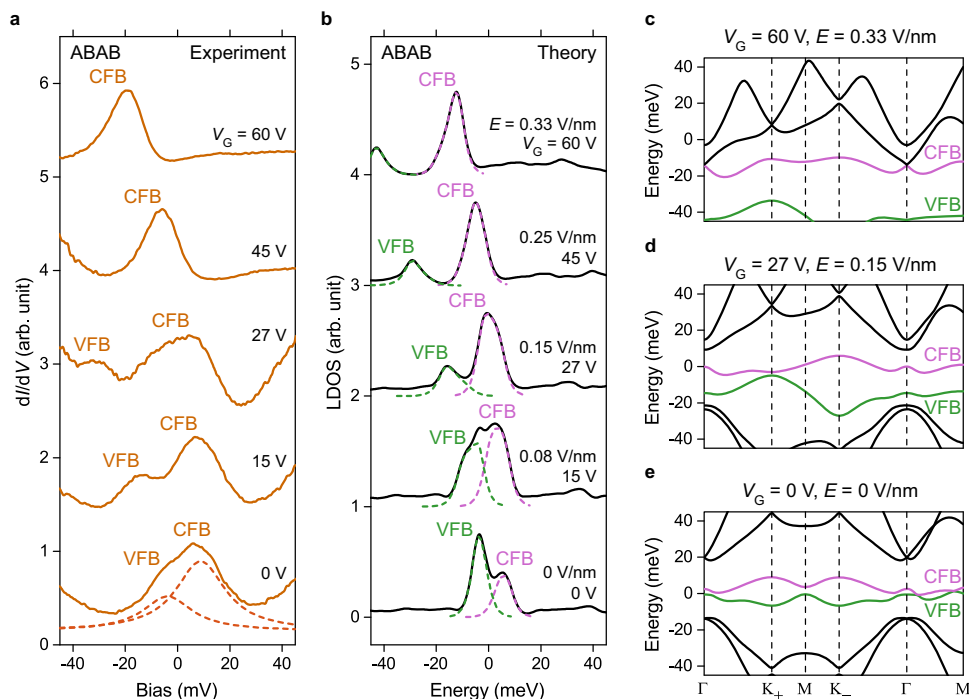 a
ABAB
Experiment
CFB
V_G = 60 V
CFB
45 V
VFB
CFB
27 V
VFB
CFB
15 V
VFB
CFB
0 V
6
5
4
3
2
1
0
dI/dV (arb. unit)
-40 -20 0 20 40
Bias (mV)
b
ABAB
Theory
CFB
E = 0.33 V/nm
V_G = 60 V
CFB
VFB
0.25 V/nm
45 V
CFB
VFB
0.15 V/nm
27 V
CFB
VFB
0.08 V/nm
15 V
VFB
CFB
0 V/nm
0 V
5
4
3
2
1
0
LDOS (arb. unit)
-40 -20 0 20 40
Energy (meV)
c
V_G = 60 V, E = 0.33 V/nm
40
20
0
-20
-40
Energy (meV)
CFB
VFB
d
V_G = 27 V, E = 0.15 V/nm
40
20
0
-20
-40
Energy (meV)
CFB
VFB
e
V_G = 0 V, E = 0 V/nm
40
20
0
-20
-40
Energy (meV)
CFB
VFB
Γ K₊ M K₋ Γ M